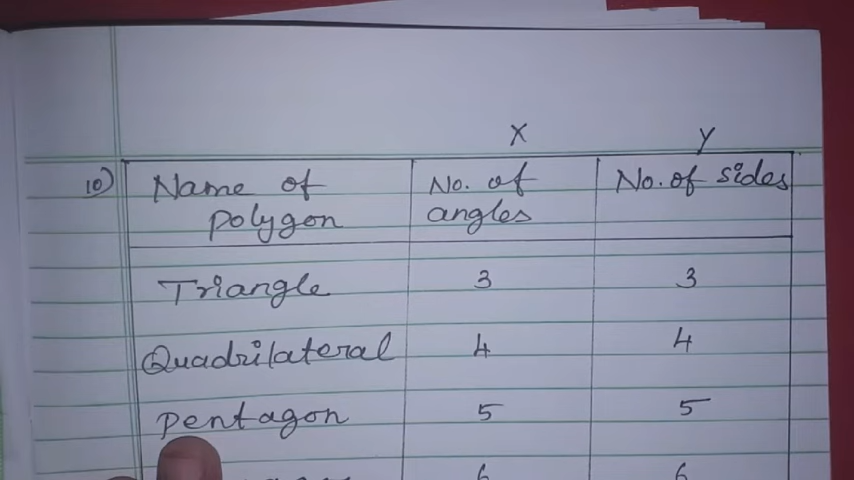 X Y
10) Name of polygon No. of angles No. of sides
Triangle 3 3
Quadrilateral 4 4
Pentagon 5 5
6 6